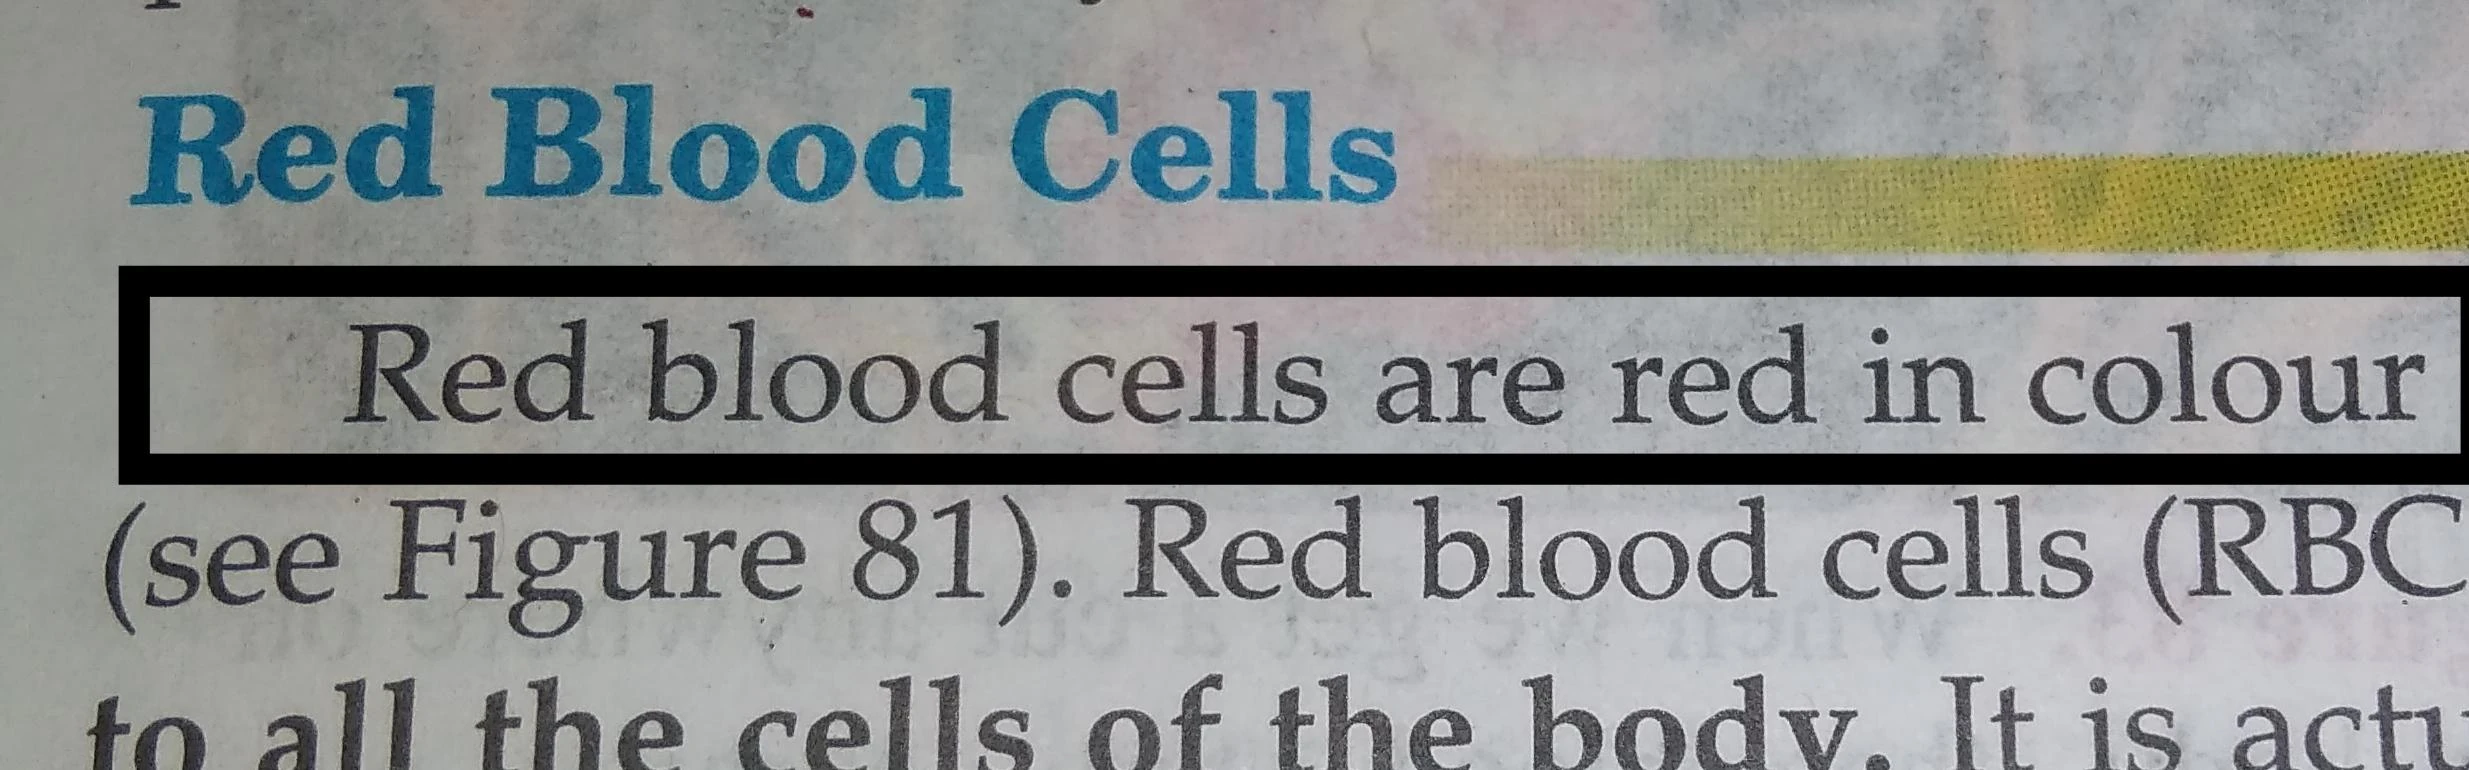 Red Blood Cells
Red blood cells are red in colour
(see Figure 81). Red blood cells (RBC
to all the cells of the body. It is actu